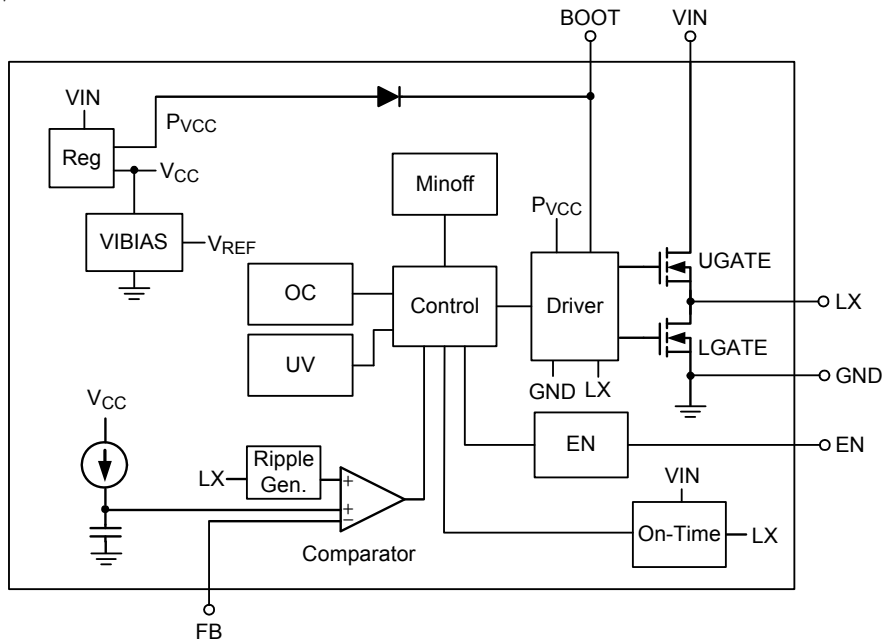 BOOT VIN
VIN
PVCC
Reg
VCC
Minoff
PVCC
VIBIAS
VREF
UGATE
OC
Control
Driver
LX
UV
LGATE
GND LX
GND
VCC
EN
EN
LX
Ripple
Gen.
VIN
+
+
−
On-Time
LX
Comparator
FB